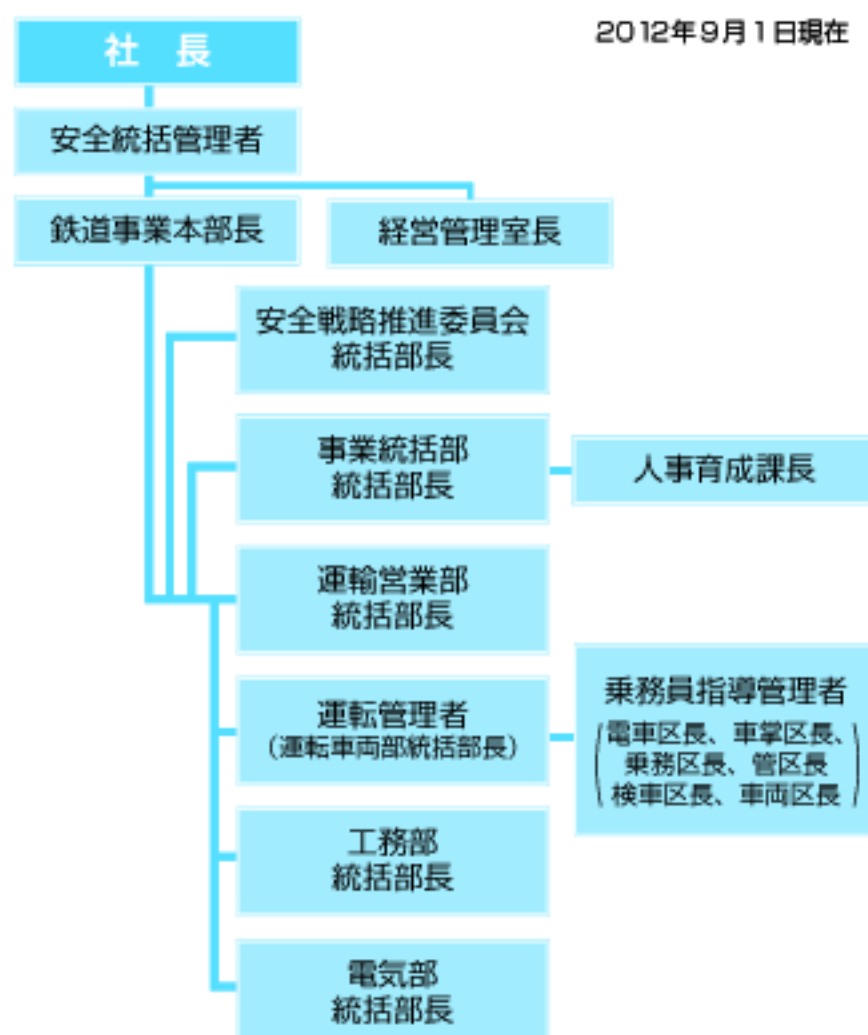 2012年9月1日現在
社　長
安全統括管理者
鉄道事業本部長
経営管理室長
安全戦略推進委員会
統括部長
事業統括部
統括部長
人事育成課長
運輸営業部
統括部長
運転管理者
(運転車両部統括部長)
乗務員指導管理者
(電車区長、車掌区長、
乗務区長、管区長
検車区長、車両区長)
工務部
統括部長
電気部
統括部長